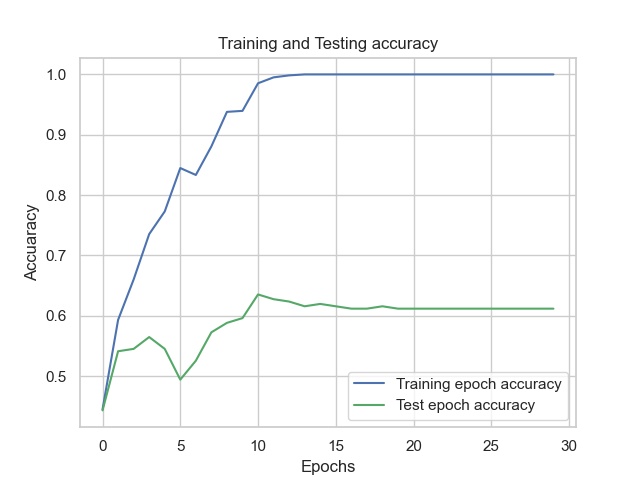 Training and Testing accuracy
1.0
0.9
0.8
0.7
0.6
0.5
Accuaracy
Training epoch accuracy
Test epoch accuracy
0 5 10 15 20 25 30
Epochs